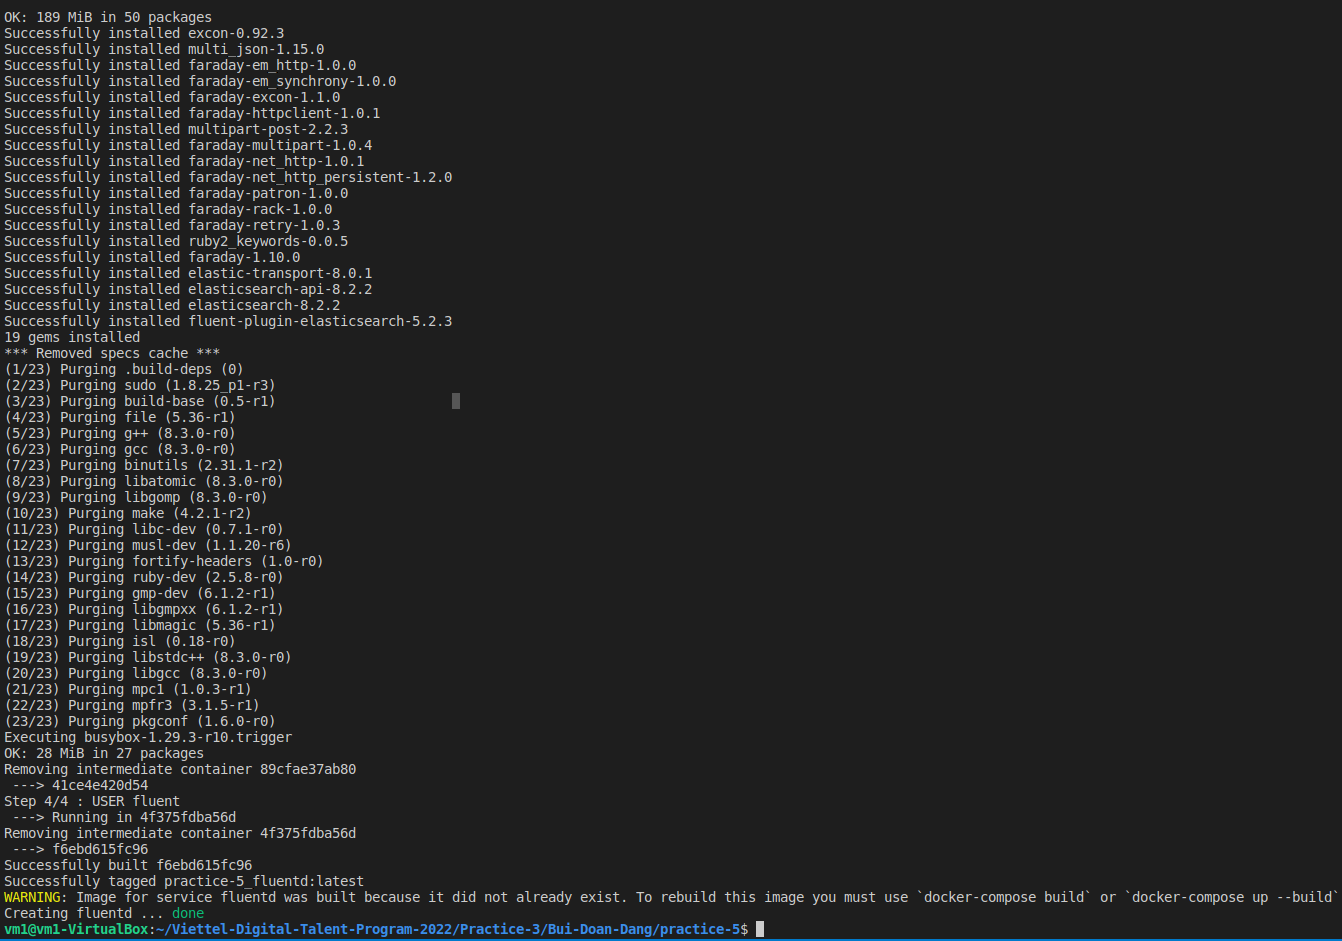 OK: 189 MiB in 50 packages
Successfully installed excon-0.92.3
Successfully installed multi_json-1.15.0
Successfully installed faraday-em_http-1.0.0
Successfully installed faraday-em_synchrony-1.0.0
Successfully installed faraday-excon-1.1.0
Successfully installed faraday-httpclient-1.0.1
Successfully installed multipart-post-2.2.3
Successfully installed faraday-multipart-1.0.4
Successfully installed faraday-net_http-1.0.1
Successfully installed faraday-net_http_persistent-1.2.0
Successfully installed faraday-patron-1.0.0
Successfully installed faraday-rack-1.0.0
Successfully installed faraday-retry-1.0.3
Successfully installed ruby2_keywords-0.0.5
Successfully installed faraday-1.10.0
Successfully installed elastic-transport-8.0.1
Successfully installed elasticsearch-api-8.2.2
Successfully installed elasticsearch-8.2.2
Successfully installed fluent-plugin-elasticsearch-5.2.3
19 gems installed
*** Removed specs cache ***
(1/23) Purging .build-deps (0)
(2/23) Purging sudo (1.8.25_p1-r3)
(3/23) Purging build-base (0.5-r1)
(4/23) Purging file (5.36-r1)
(5/23) Purging g++ (8.3.0-r0)
(6/23) Purging gcc (8.3.0-r0)
(7/23) Purging binutils (2.31.1-r2)
(8/23) Purging libatomic (8.3.0-r0)
(9/23) Purging libgomp (8.3.0-r0)
(10/23) Purging make (4.2.1-r2)
(11/23) Purging libc-dev (0.7.1-r0)
(12/23) Purging musl-dev (1.1.20-r6)
(13/23) Purging fortify-headers (1.0-r0)
(14/23) Purging ruby-dev (2.5.8-r0)
(15/23) Purging gmp-dev (6.1.2-r1)
(16/23) Purging libgmpxx (6.1.2-r1)
(17/23) Purging libmagic (5.36-r1)
(18/23) Purging isl (0.18-r0)
(19/23) Purging libstdc++ (8.3.0-r0)
(20/23) Purging libgcc (8.3.0-r0)
(21/23) Purging mpc1 (1.0.3-r1)
(22/23) Purging mpfr3 (3.1.5-r1)
(23/23) Purging pkgconf (1.6.0-r0)
Executing busybox-1.29.3-r10.trigger
OK: 28 MiB in 27 packages
Removing intermediate container 89cfae37ab80
 ---> 41ce4e420d54
Step 4/4 : USER fluent
 ---> Running in 4f375fdba56d
Removing intermediate container 4f375fdba56d
 ---> f6ebd615fc96
Successfully built f6ebd615fc96
Successfully tagged practice-5_fluentd:latest
WARNING: Image for service fluentd was built because it did not already exist. To rebuild this image you must use `docker-compose build` or `docker-compose up --build`
Creating fluentd ... done
vm1@vm1-VirtualBox:~/Viettel-Digital-Talent-Program-2022/Practice-3/Bui-Doan-Dang/practice-5$